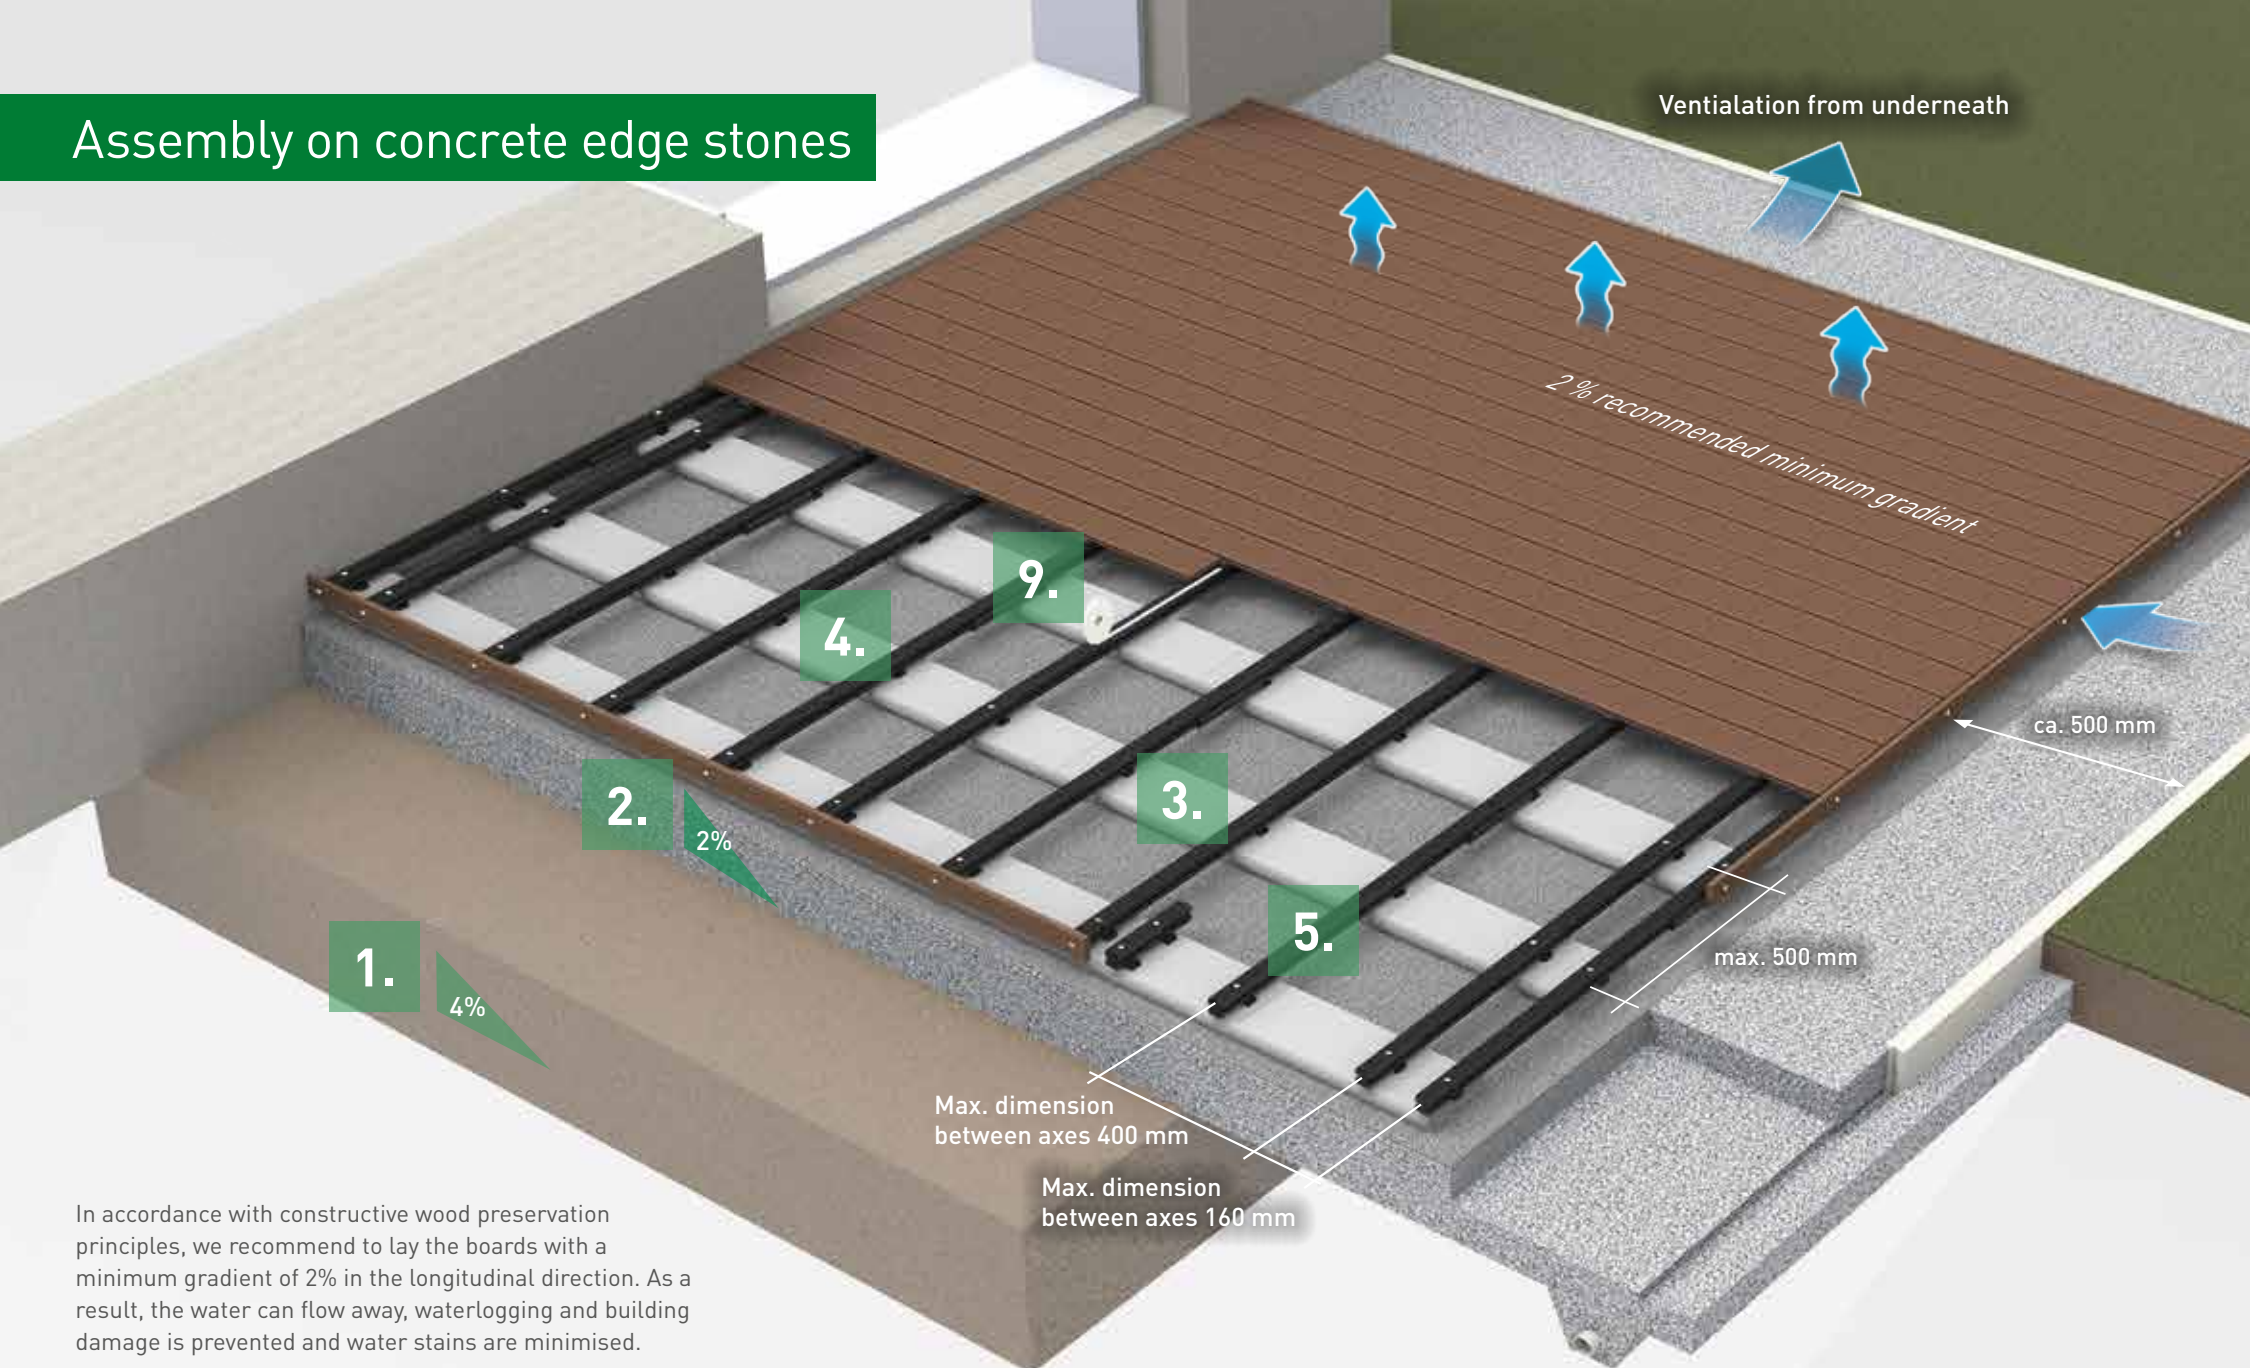 Assembly on concrete edge stones
Ventialation from underneath
2 % recommended minimum gradient
9.
4.
ca. 500 mm
2.
2%
3.
5.
1.
4%
max. 500 mm
Max. dimension
between axes 400 mm
Max. dimension
between axes 160 mm
In accordance with constructive wood preservation
principles, we recommend to lay the boards with a
minimum gradient of 2% in the longitudinal direction. As a
result, the water can flow away, waterlogging and building
damage is prevented and water stains are minimised.